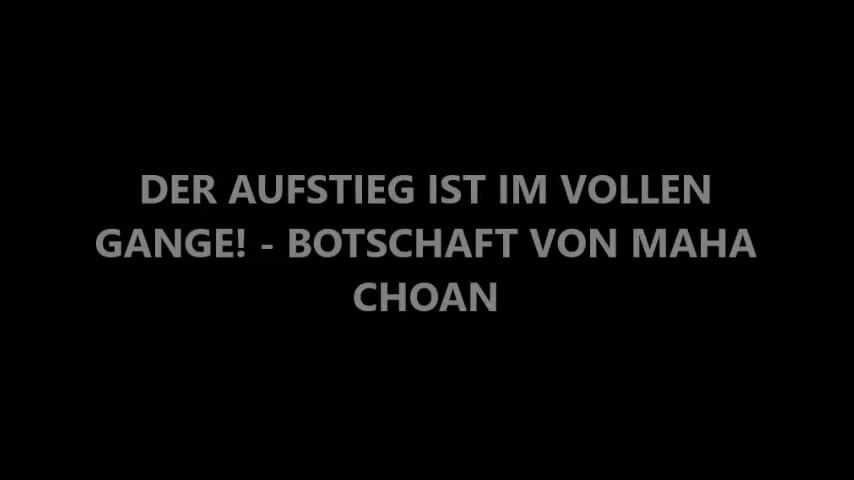 DER AUFSTIEG IST IM VOLLEN
GANGE! - BOTSCHAFT VON MAHA
CHOAN